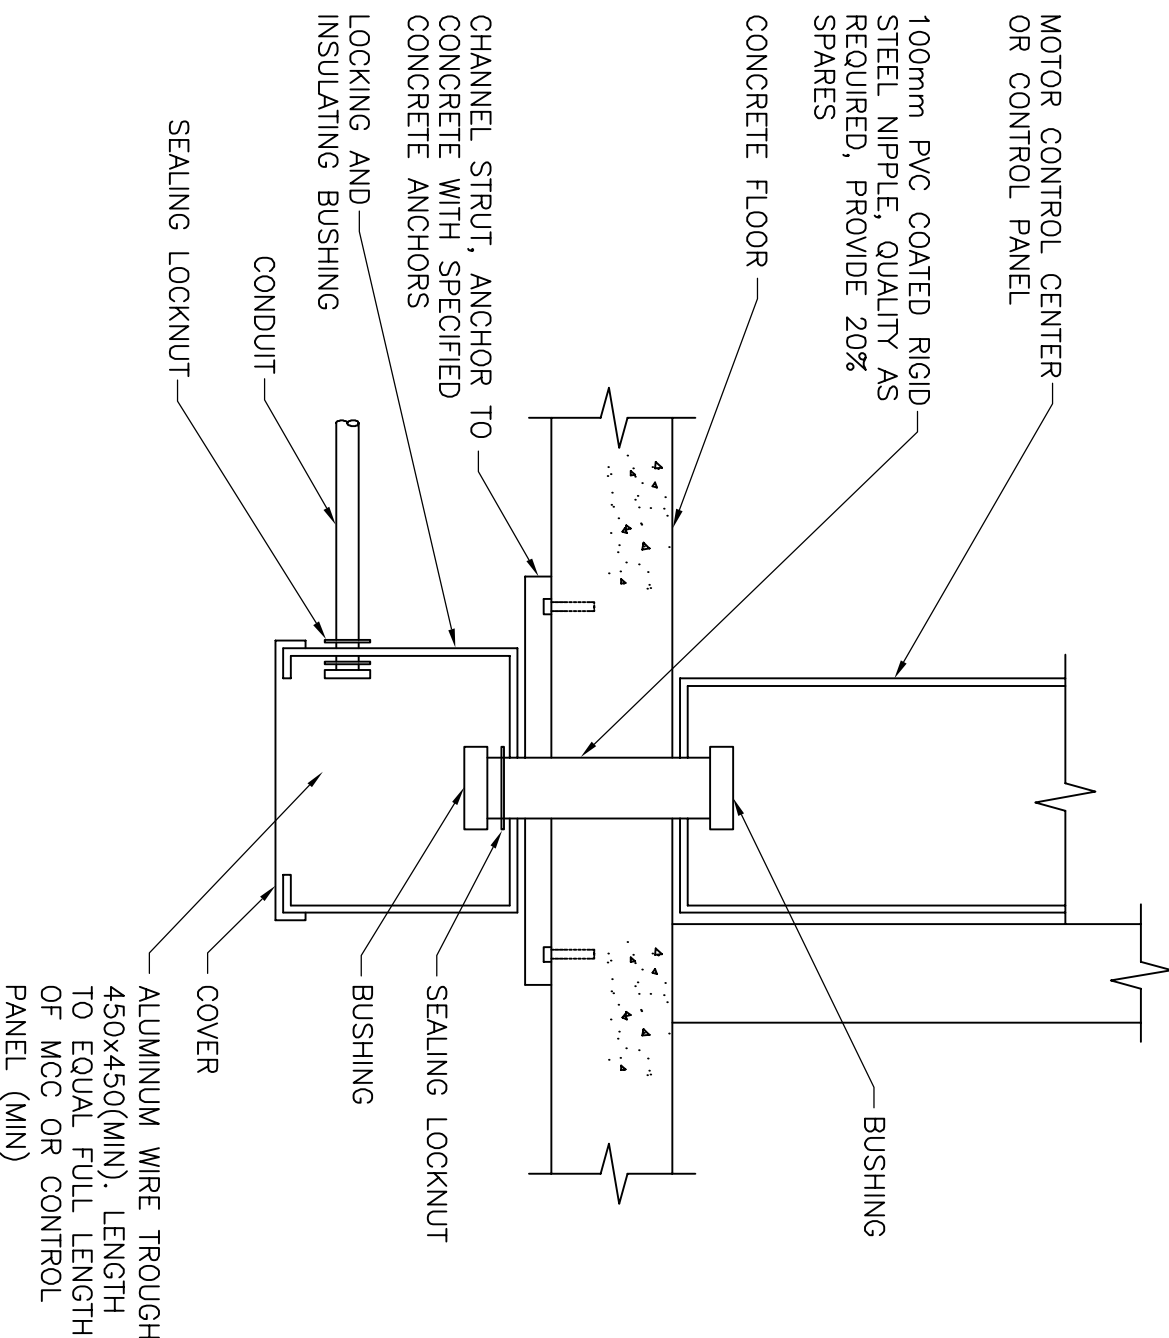 MOTOR CONTROL CENTER
OR CONTROL PANEL
100mm PVC COATED RIGID
STEEL NIPPLE, QUALITY AS
REQUIRED, PROVIDE 20%
SPARES
CONCRETE FLOOR
CHANNEL STRUT, ANCHOR TO
CONCRETE WITH SPECIFIED
CONCRETE ANCHORS
LOCKING AND
INSULATING BUSHING
CONDUIT
SEALING LOCKNUT
BUSHING
SEALING LOCKNUT
BUSHING
COVER
ALUMINUM WIRE TROUGH
450x450(MIN). LENGTH
TO EQUAL FULL LENGTH
OF MCC OR CONTROL
PANEL (MIN)